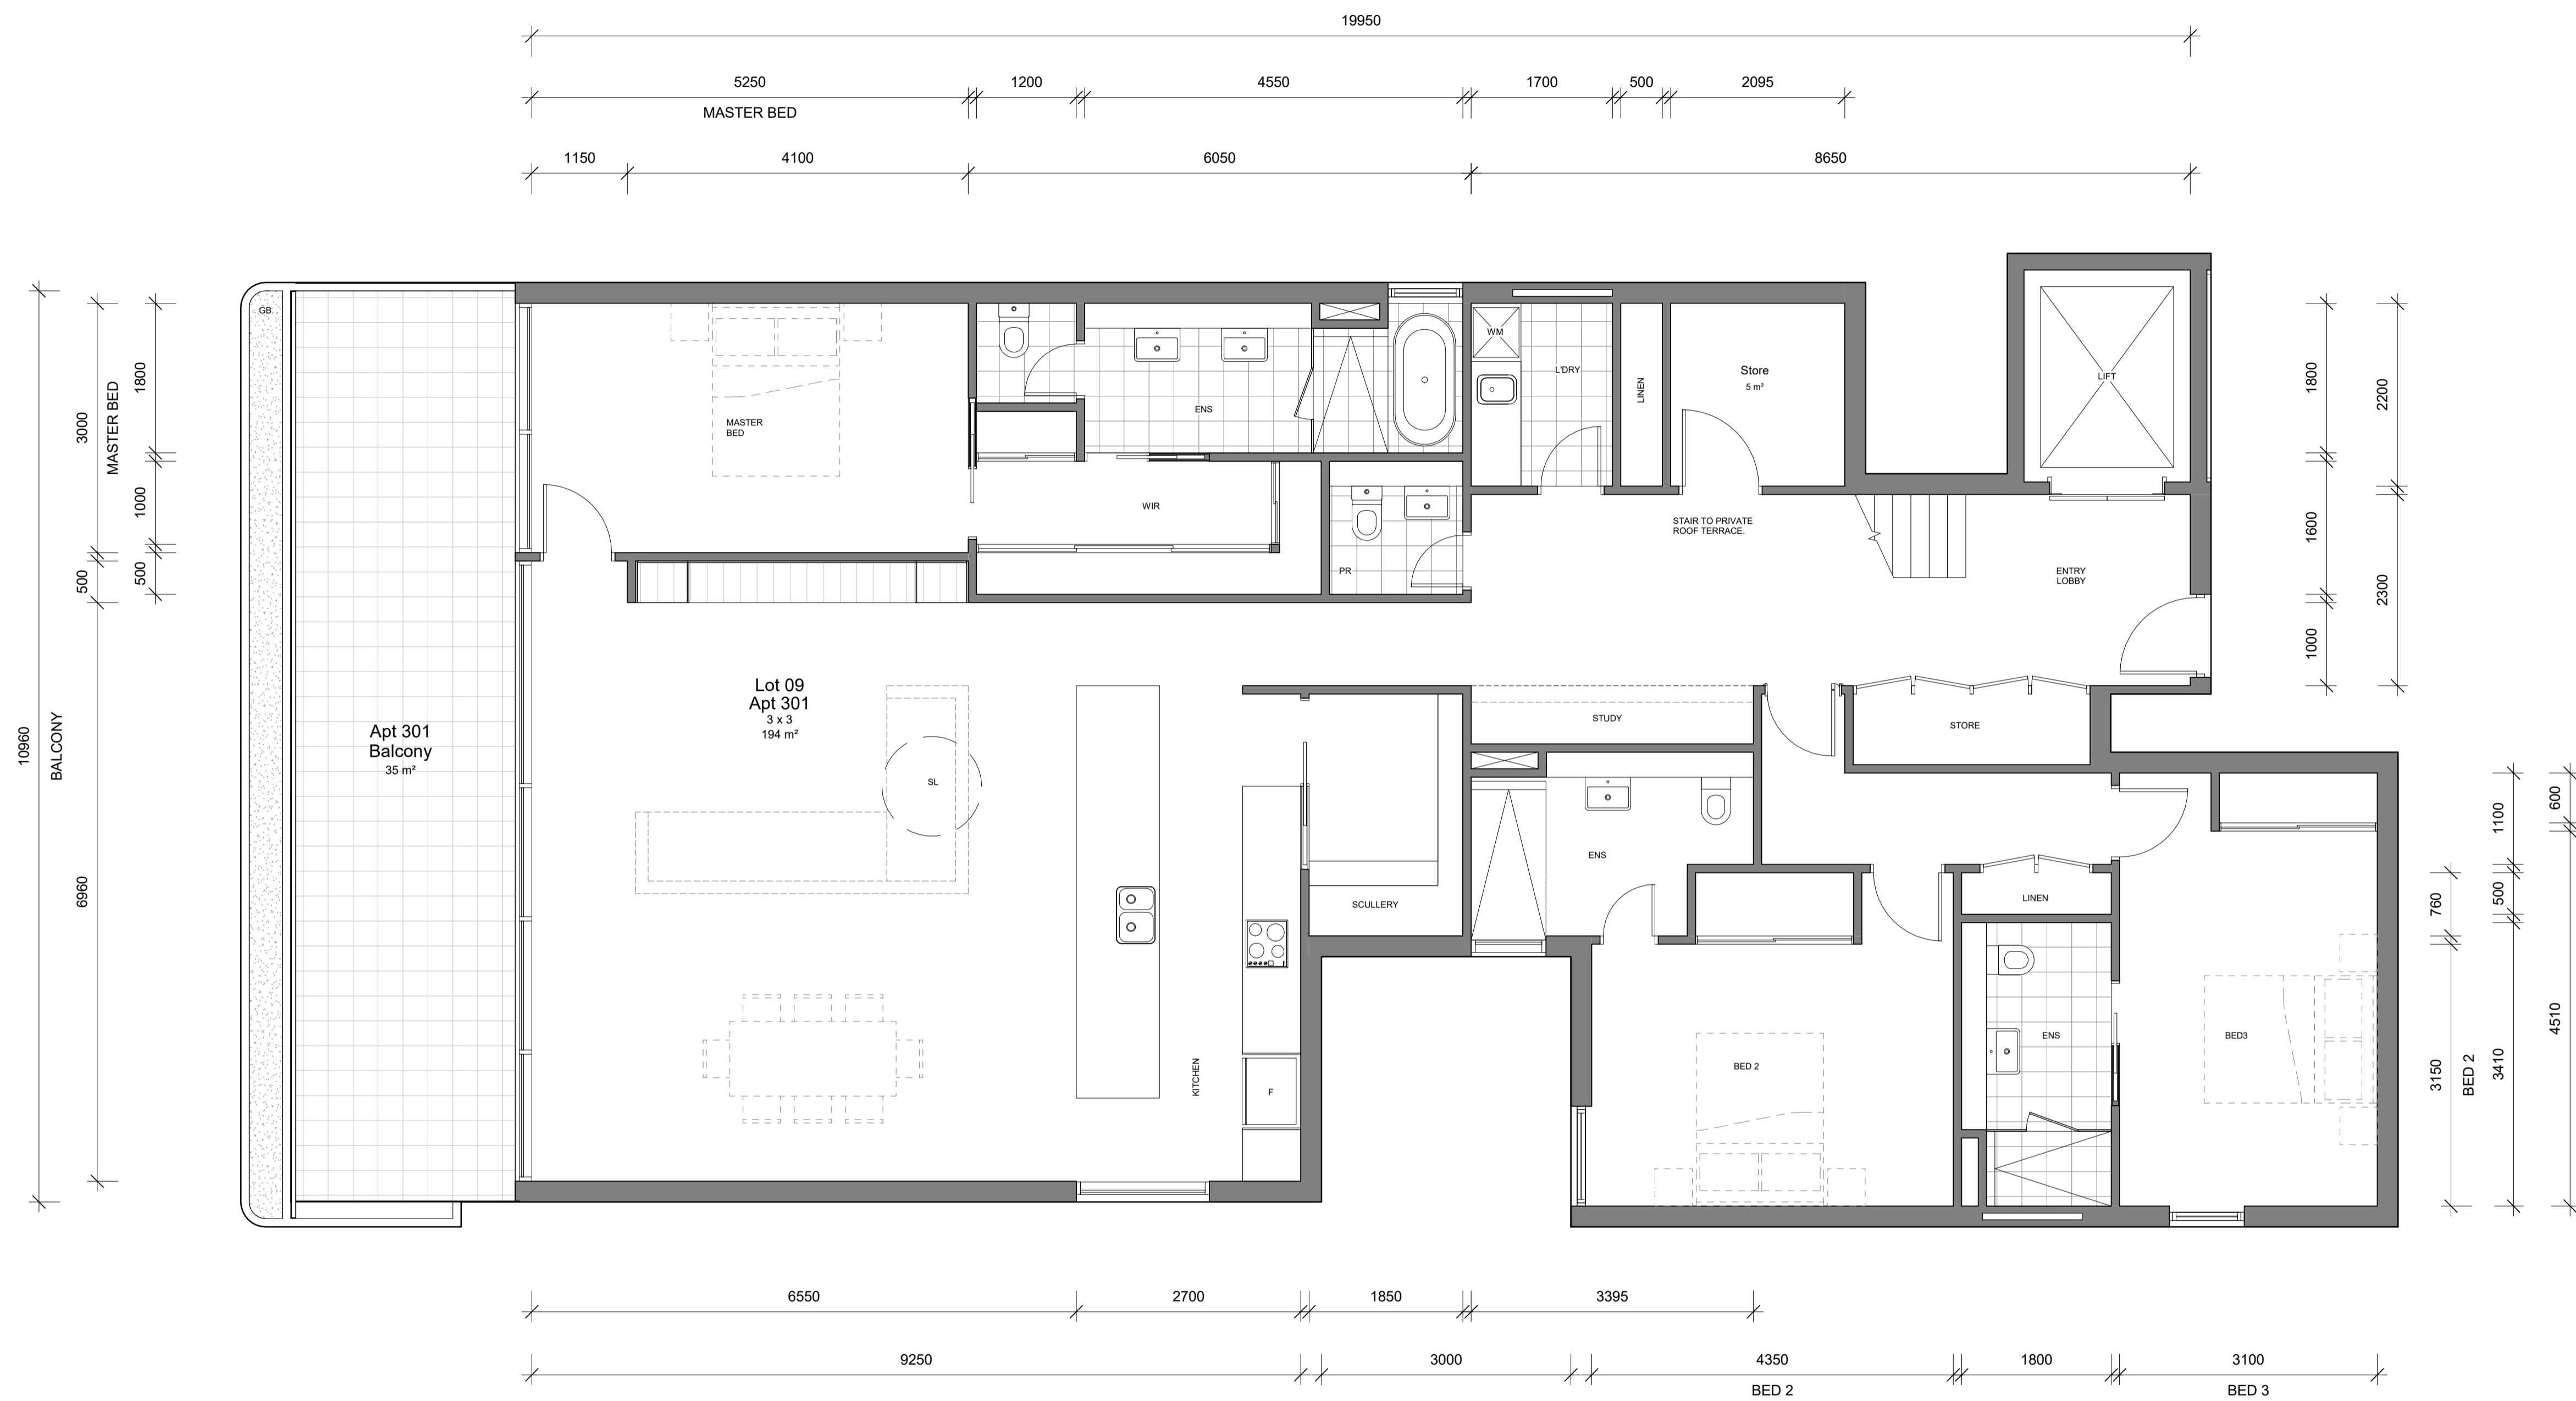 19950
5250
1200
4550
1700
500
2095
MASTER BED
1150
4100
6050
8650
10960
BALCONY
3000
MASTER BED
500
6960
1800
1000
500
GB.
Apt 301
Balcony
35 m²
MASTER
BED
ENS
WIR
PR
WM
L'DRY
LINEN
Store
5 m²
LIFT
STAIR TO PRIVATE
ROOF TERRACE.
ENTRY
LOBBY
Lot 09
Apt 301
3 x 3
194 m²
SL
KITCHEN
F
SCULLERY
STUDY
STORE
ENS
LINEN
BED 2
ENS
BED3
1800
1600
1000
2200
2300
760
3150
BED 2
1100
500
3410
600
4510
6550
2700
1850
3395
9250
3000
4350
1800
3100
BED 2
BED 3